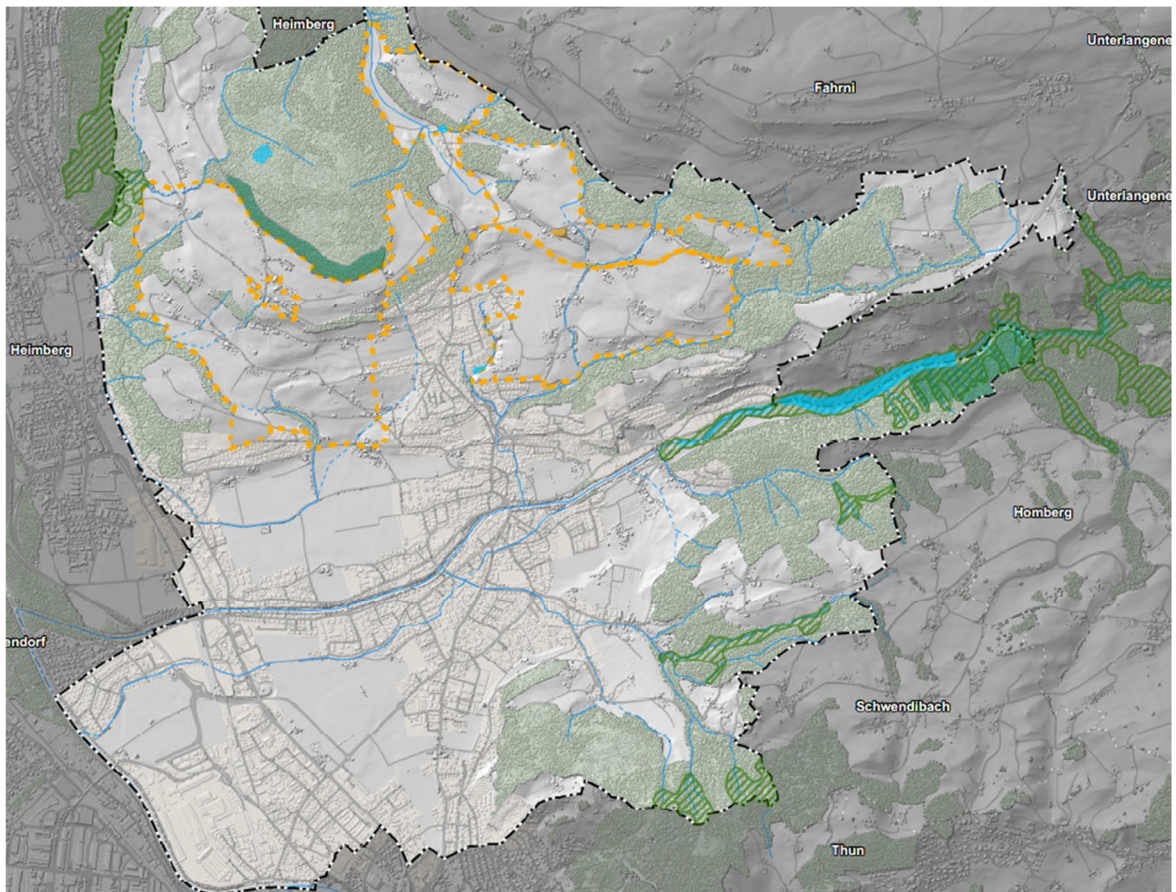 Heimberg
Unterlangene
Fahrni
Unterlangene
Heimberg
Homberg
endorf
Schwendibach
Thun